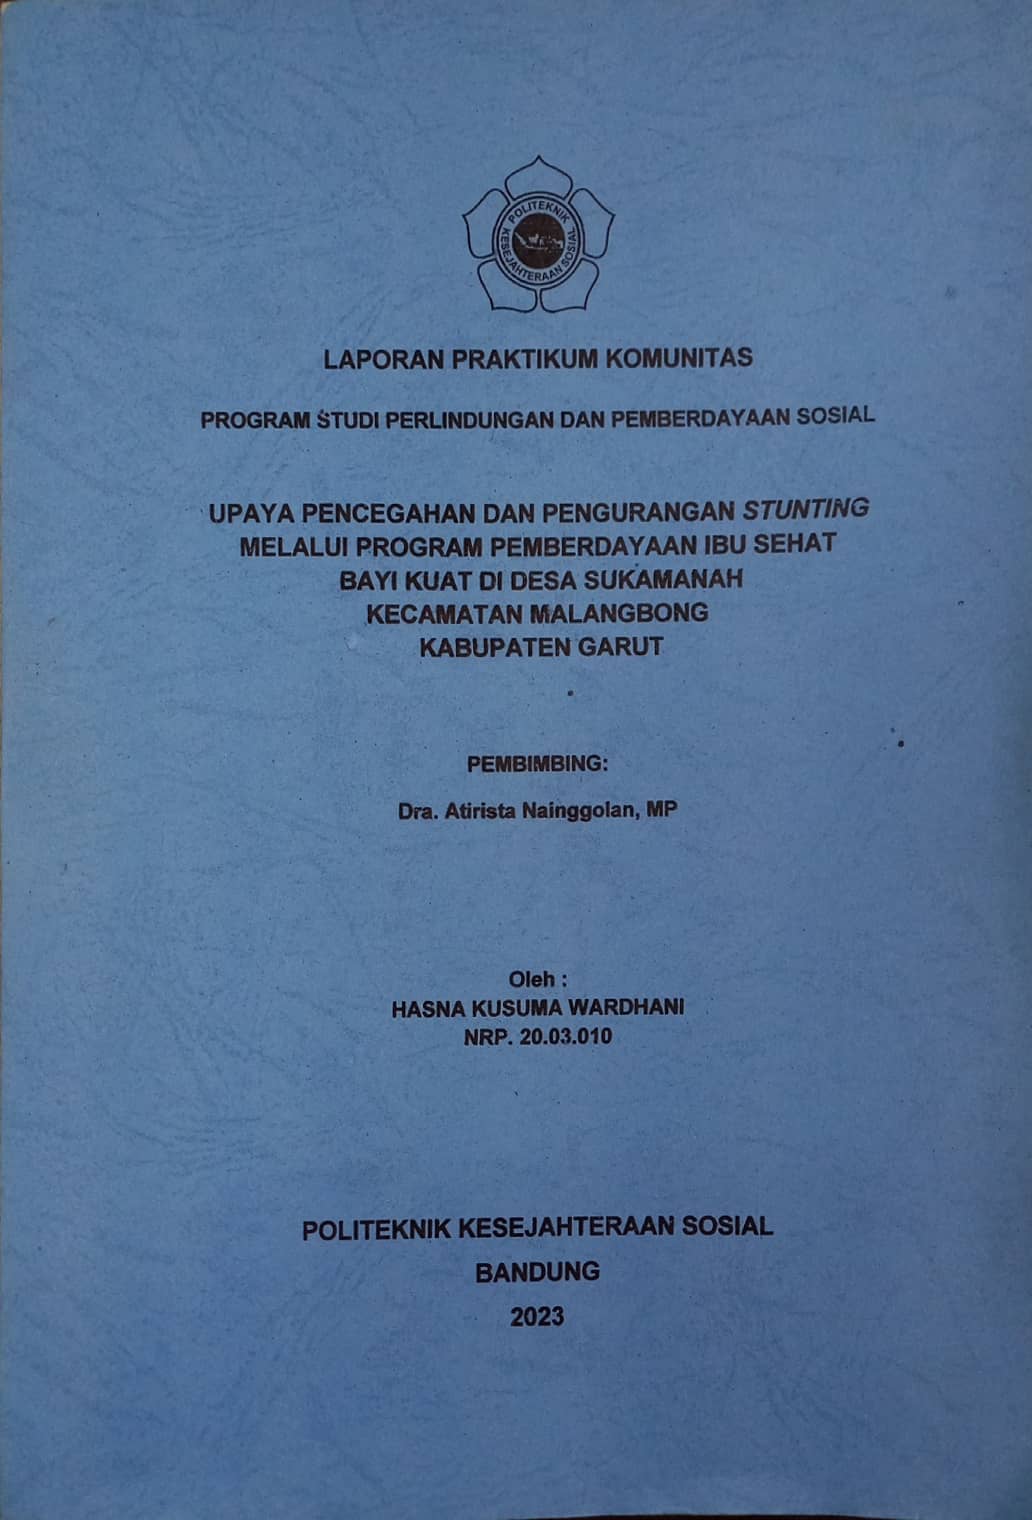 POLITEKNIK
KESEJAHTERAAN SOSIAL
LAPORAN PRAKTIKUM KOMUNITAS
PROGRAM STUDI PERLINDUNGAN DAN PEMBERDAYAAN SOSIAL
UPAYA PENCEGAHAN DAN PENGURANGAN STUNTING
MELALUI PROGRAM PEMBERDAYAAN IBU SEHAT
BAYI KUAT DI DESA SUKAMANAH
KECAMATAN MALANGBONG
KABUPATEN GARUT
PEMBIMBING:
Dra. Atirista Nainggolan, MP
Oleh :
HASNA KUSUMA WARDHANI
NRP. 20.03.010
POLITEKNIK KESEJAHTERAAN SOSIAL
BANDUNG
2023